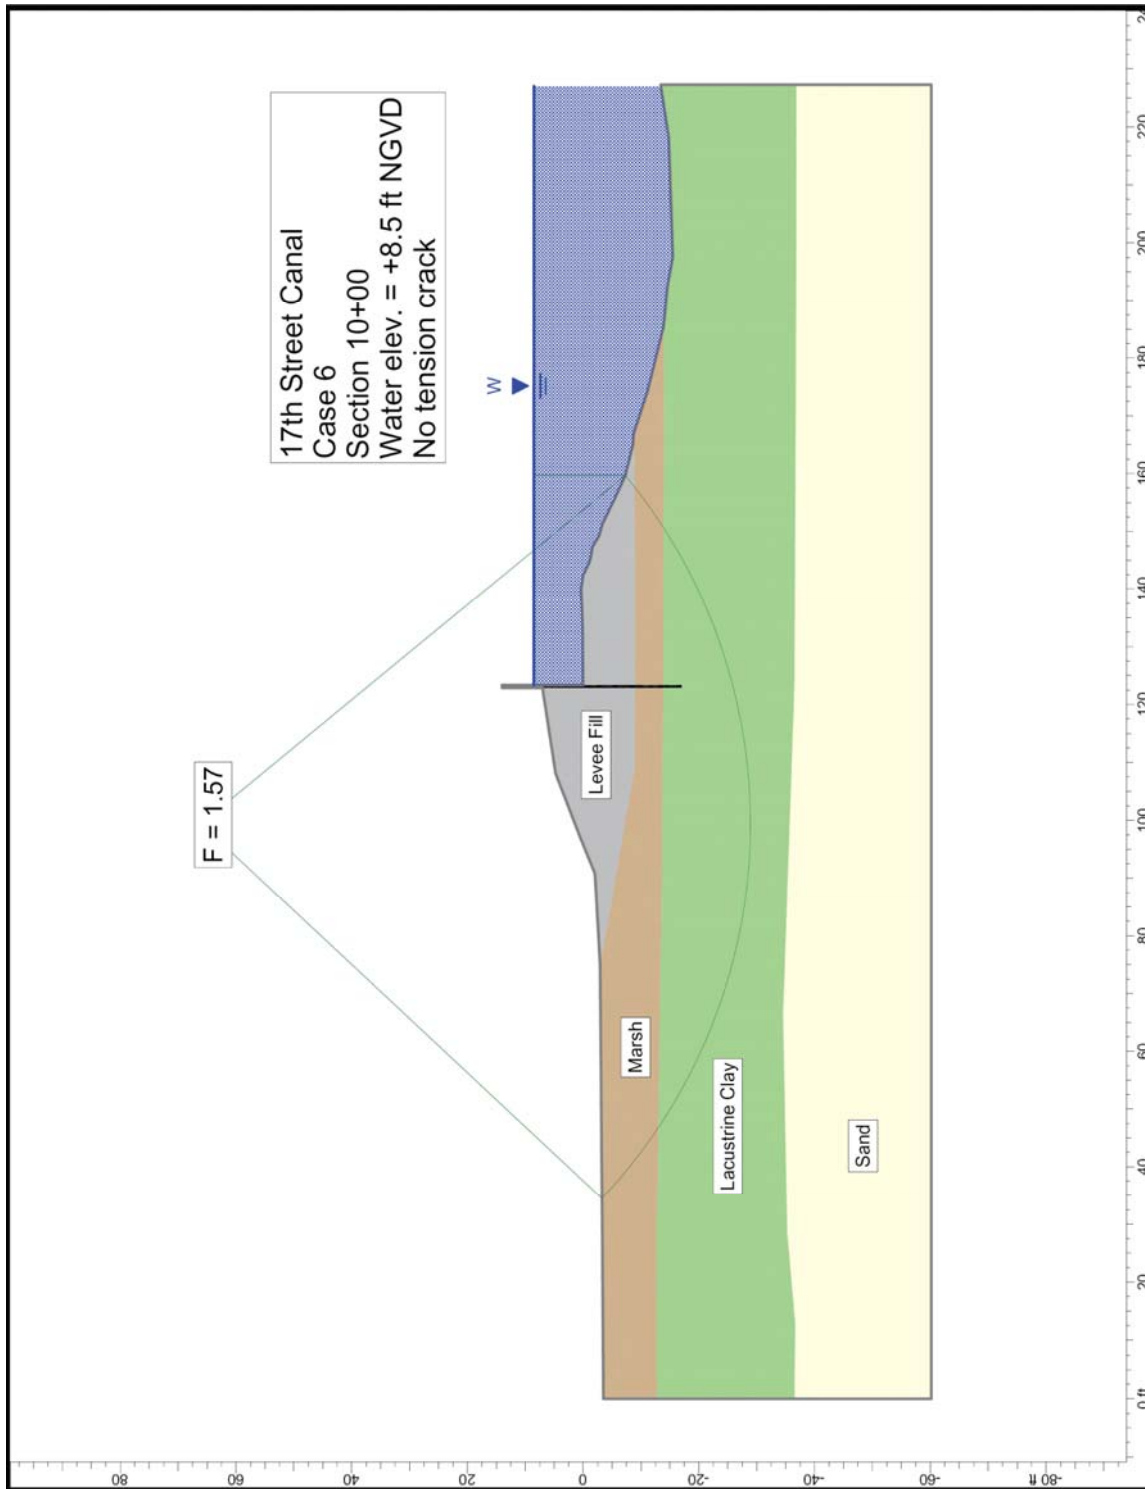 17th Street Canal
Case 6
Section 10+00
Water elev. = +8.5 ft NGVD
No tension crack
F = 1.57
W
Levee Fill
Marsh
Lacustrine Clay
Sand
80
60
40
20
0
-20
-40
-60
-80 ft
0 ft
20
40
60
80
100
120
140
160
180
200
220